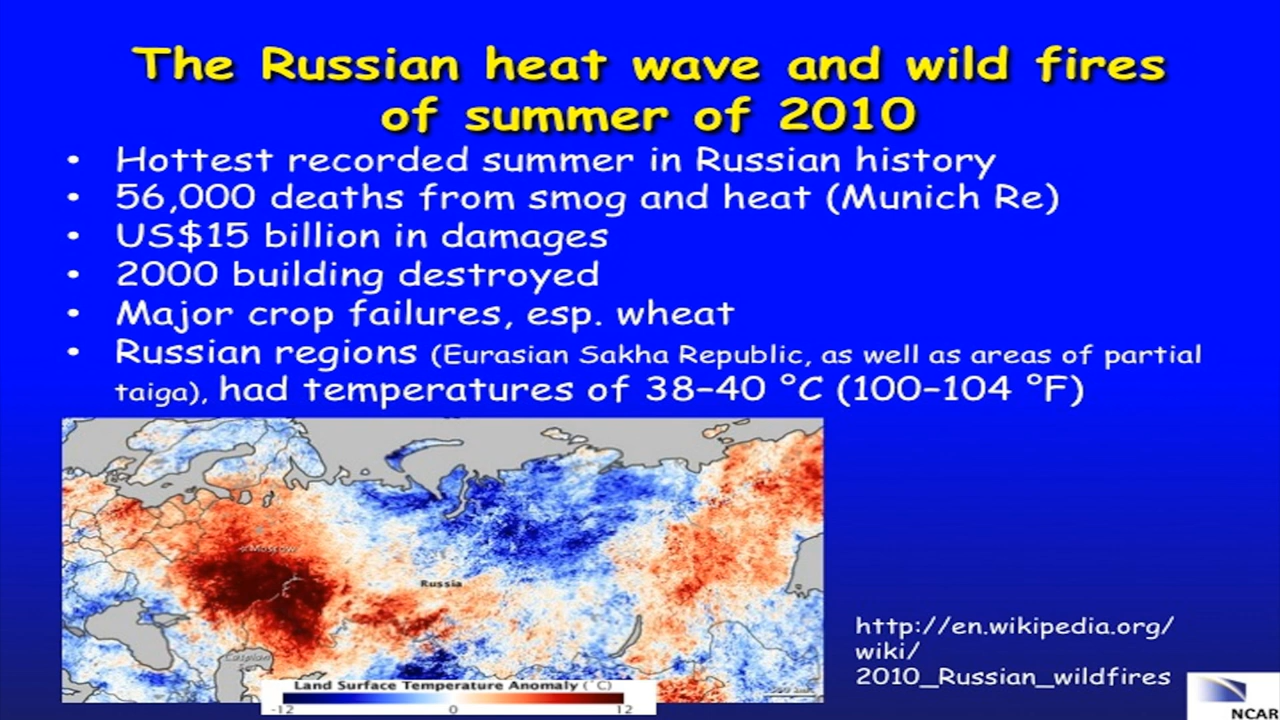 The Russian heat wave and wild fires
of summer of 2010
• Hottest recorded summer in Russian history
• 56,000 deaths from smog and heat (Munich Re)
• US$15 billion in damages
• 2000 building destroyed
• Major crop failures, esp. wheat
• Russian regions (Eurasian Sakha Republic, as well as areas of partial
taiga), had temperatures of 38–40 °C (100–104 °F)
Moscow
Russia
Caspian
Sea
Land Surface Temperature Anomaly (°C)
-12 0 12
http://en.wikipedia.org/
wiki/
2010_Russian_wildfires
NCAR